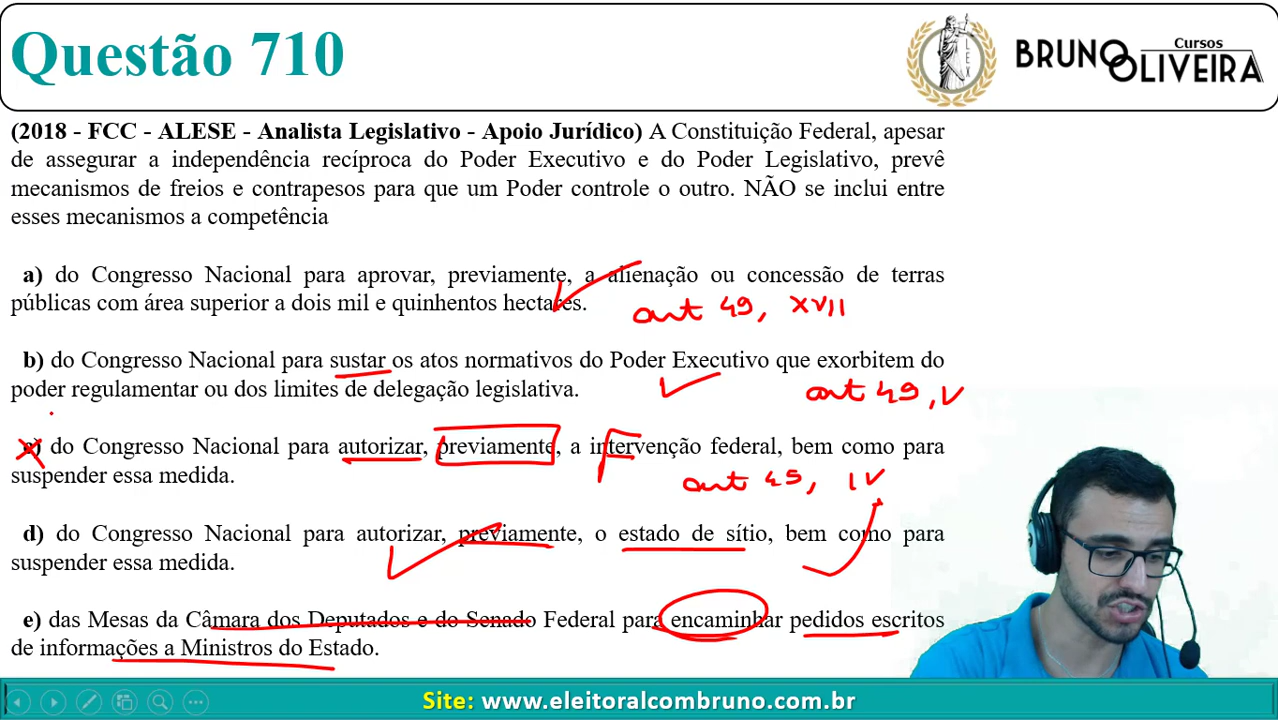 Questão 710
Cursos
BRUNO OLIVEIRA
LEX
(2018 - FCC - ALESE - Analista Legislativo - Apoio Jurídico) A Constituição Federal, apesar
de assegurar a independência recíproca do Poder Executivo e do Poder Legislativo, prevê
mecanismos de freios e contrapesos para que um Poder controle o outro. NÃO se inclui entre
esses mecanismos a competência
a) do Congresso Nacional para aprovar, previamente, a alienação ou concessão de terras
públicas com área superior a dois mil e quinhentos hectares.
art 49, XVII
b) do Congresso Nacional para sustar os atos normativos do Poder Executivo que exorbitem do
poder regulamentar ou dos limites de delegação legislativa.
art 49, V
c) do Congresso Nacional para autorizar, previamente, a intervenção federal, bem como para
suspender essa medida.
F
art 49, IV
d) do Congresso Nacional para autorizar, previamente, o estado de sítio, bem como para
suspender essa medida.
e) das Mesas da Câmara dos Deputados e do Senado Federal para encaminhar pedidos escritos
de informações a Ministros do Estado.
Site: www.eleitoralcombruno.com.br